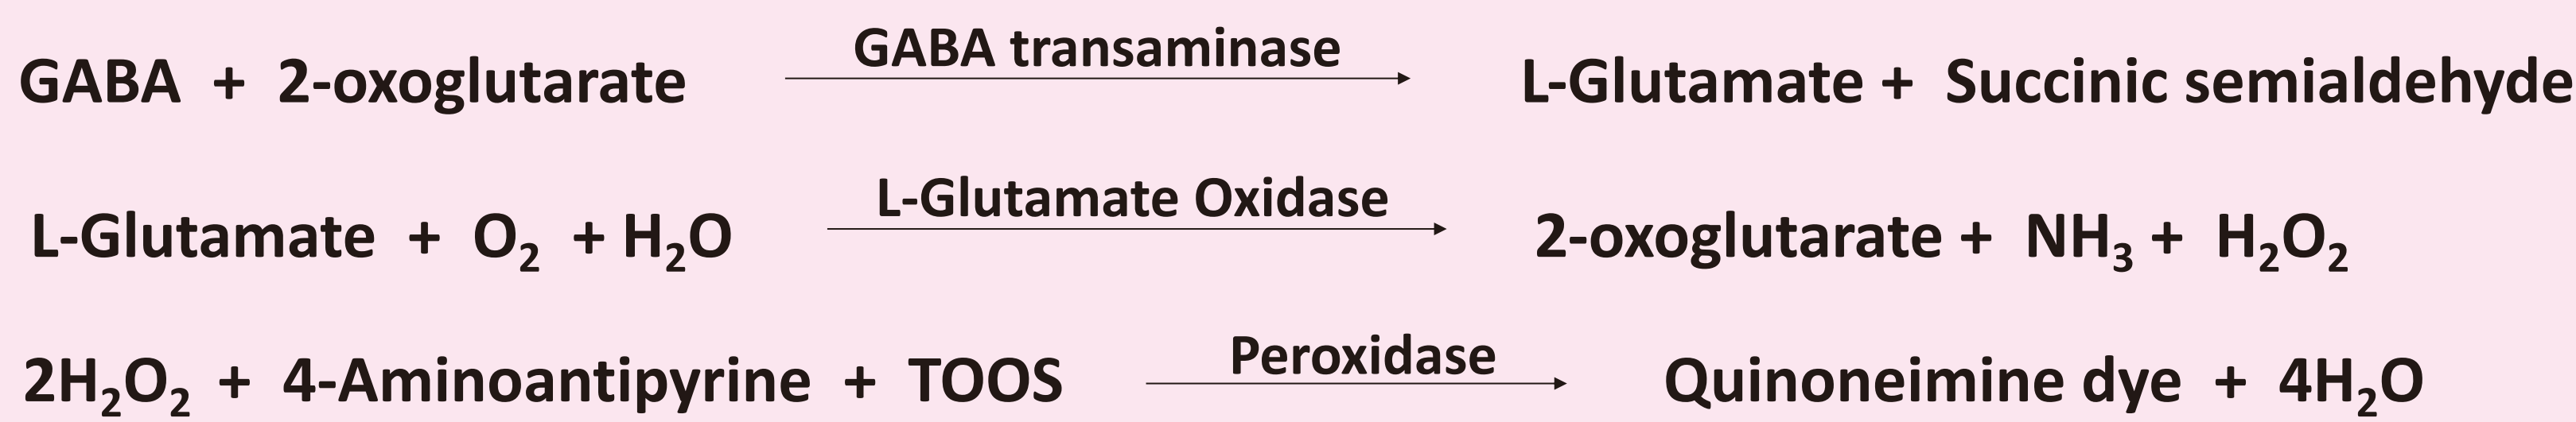 GABA transaminase
GABA + 2-oxoglutarate → L-Glutamate + Succinic semialdehyde
L-Glutamate Oxidase
L-Glutamate + O₂ + H₂O → 2-oxoglutarate + NH₃ + H₂O₂
Peroxidase
2H₂O₂ + 4-Aminoantipyrine + TOOS → Quinoneimine dye + 4H₂O